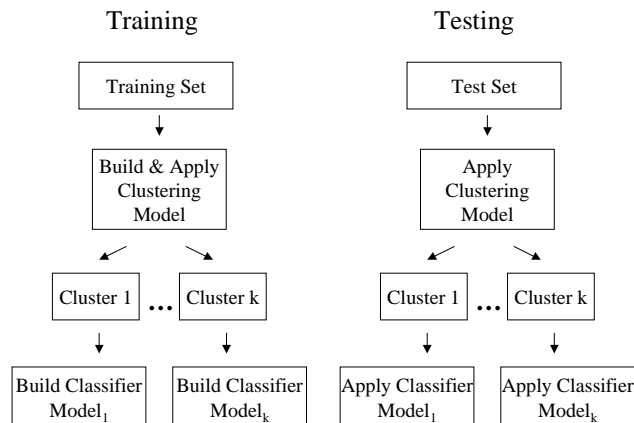 Training
Testing
Training Set
Test Set
Build & Apply
Clustering
Model
Apply
Clustering
Model
Cluster 1
...
Cluster k
Cluster 1
...
Cluster k
Build Classifier
Model₁
Build Classifier
Modelₖ
Apply Classifier
Model₁
Apply Classifier
Modelₖ